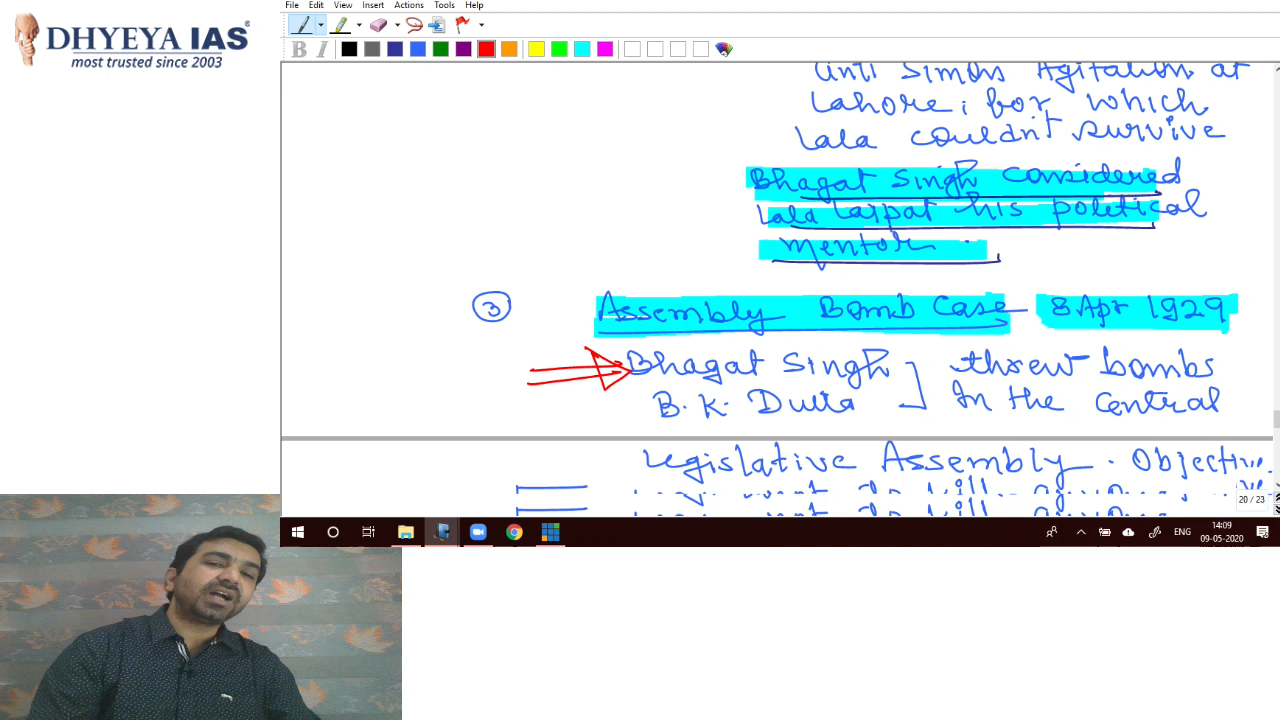 DHYEYA IAS
most trusted since 2003
File Edit View Insert Actions Tools Help
B I
anti Simon Agitation at
Lahore, for which
Lala couldn't survive
Bhagat Singh considered
Lala Lajpat his political
mentor.
3 Assembly Bomb Case 8 Apr 1929
Bhagat Singh threw bombs
B. K. Dutta In the Central
Legislative Assembly. Objective
20 / 23
ENG
14:09
09-05-2020